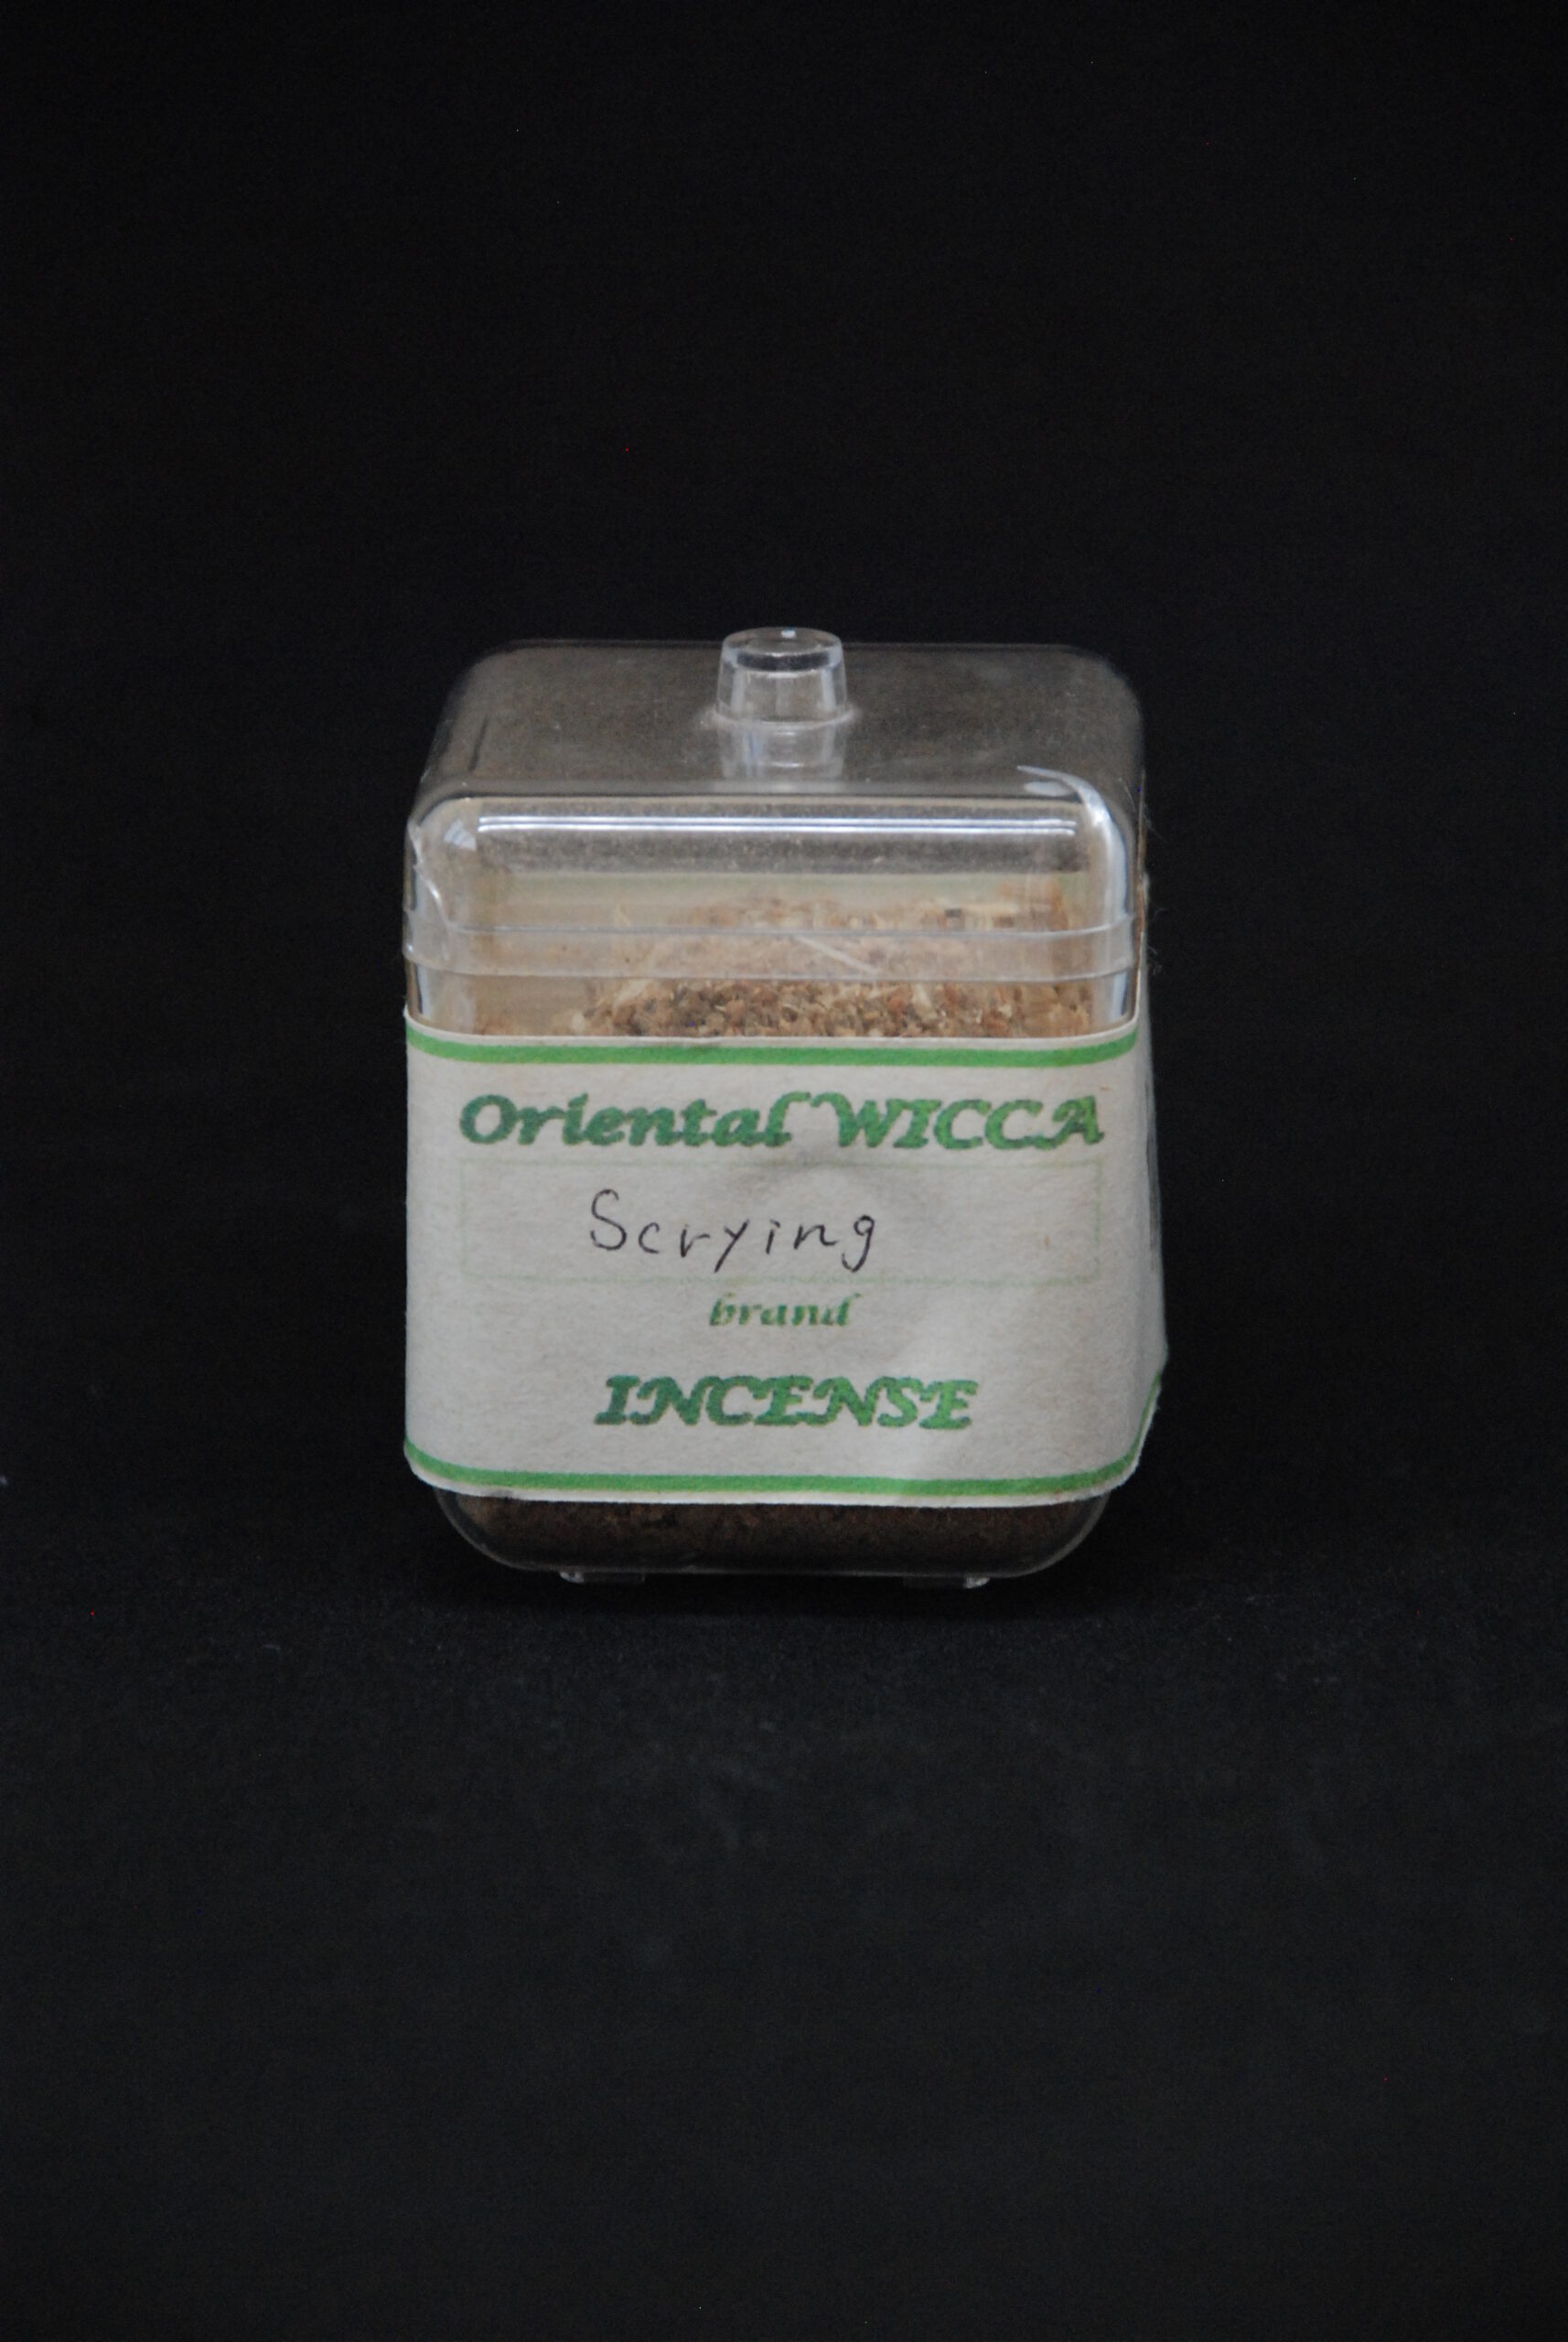 Oriental WICCA
Scrying
brand
INCENSE